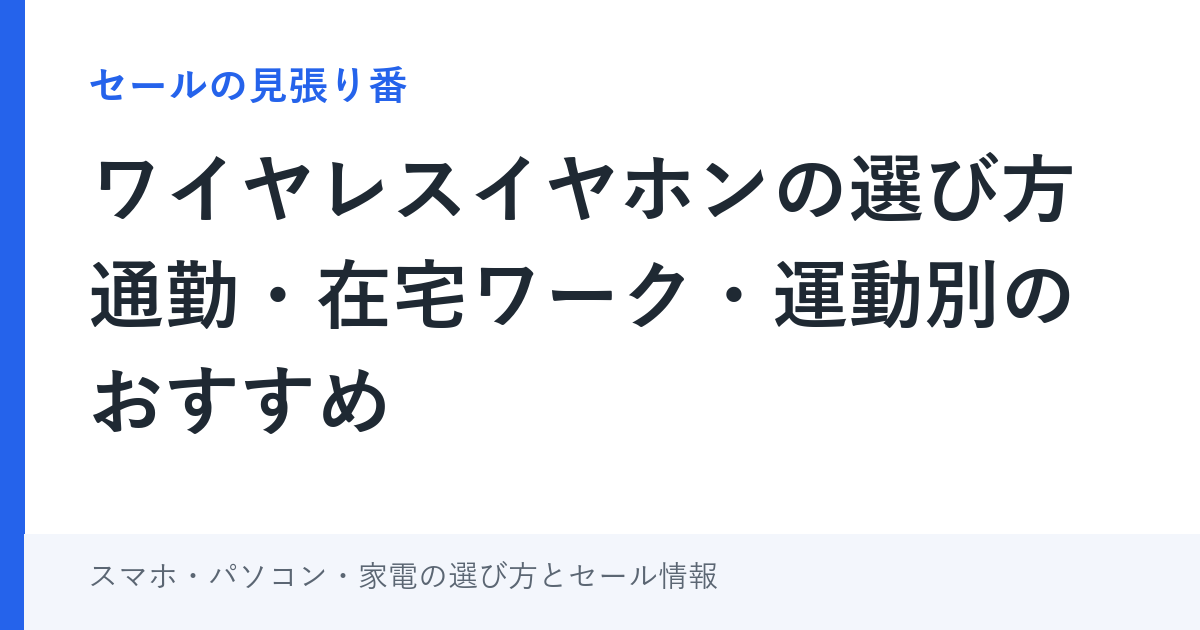 セールの見張り番
ワイヤレスイヤホンの選び方
通勤・在宅ワーク・運動別の
おすすめ
スマホ・パソコン・家電の選び方とセール情報